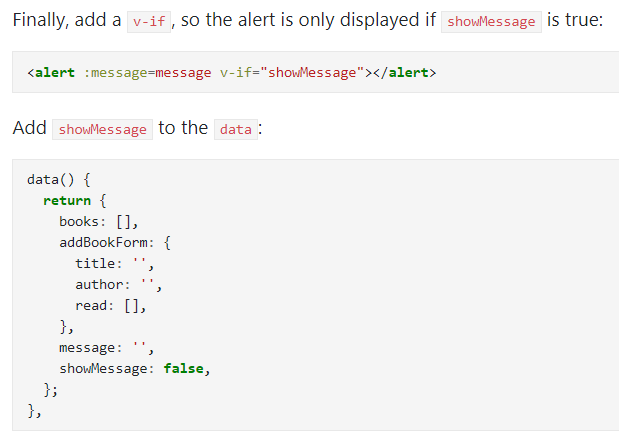 Finally, add a v-if, so the alert is only displayed if showMessage is true:
<alert :message=message v-if="showMessage"></alert>
Add showMessage to the data:
data() {
  return {
    books: [],
    addBookForm: {
      title: '',
      author: '',
      read: [],
    },
    message: '',
    showMessage: false,
  };
},